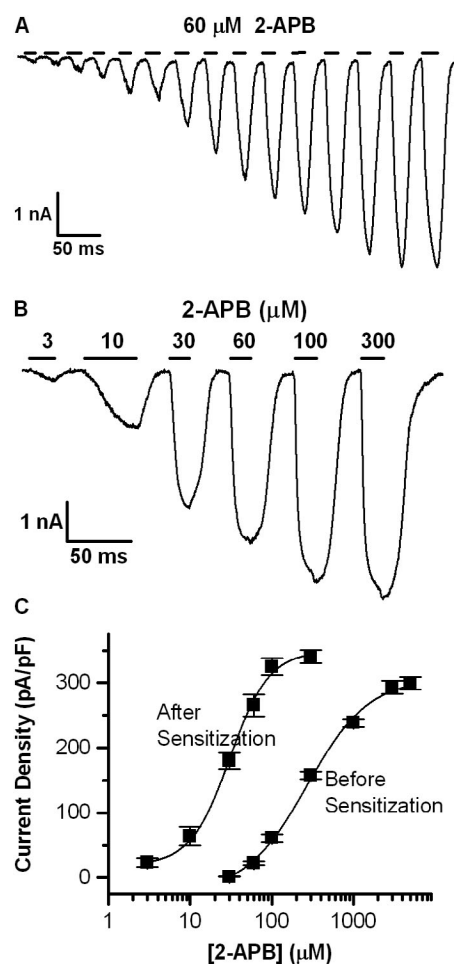 A
60 μM 2-APB
1 nA
50 ms
B
2-APB (μM)
3 10 30 60 100 300
1 nA
50 ms
C
Current Density (pA/pF)
300
200
100
0
After
Sensitization
Before
Sensitization
1 10 100 1000
[2-APB] (μM)